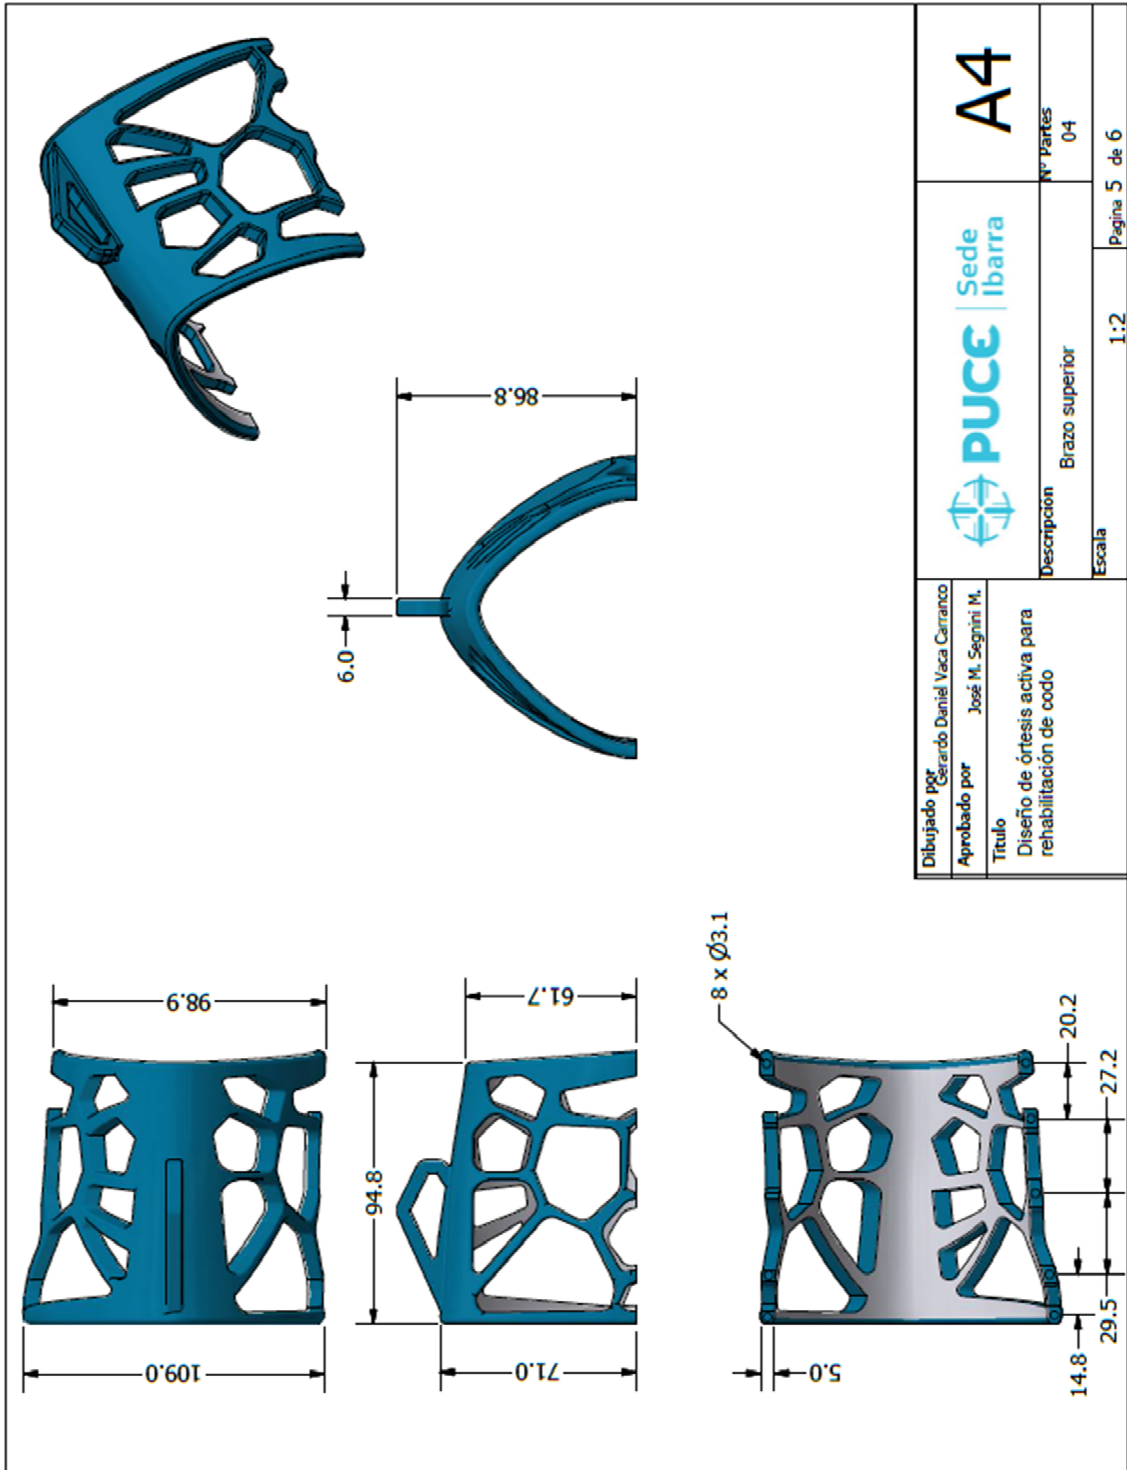 86.8
6.0
98.9
109.0
61.7
94.8
71.0
8 x Ø3.1
20.2
27.2
29.5
14.8
5.0
Dibujado por
Gerardo Daniel Vaca Carranco
Aprobado por
José M. Segnini M.
Titulo
Diseño de órtesis activa para
rehabilitación de codo
PUCE
Sede
Ibarra
A4
Descripción
Brazo superior
Nº Partes
04
Escala
1:2
Pagina 5 de 6